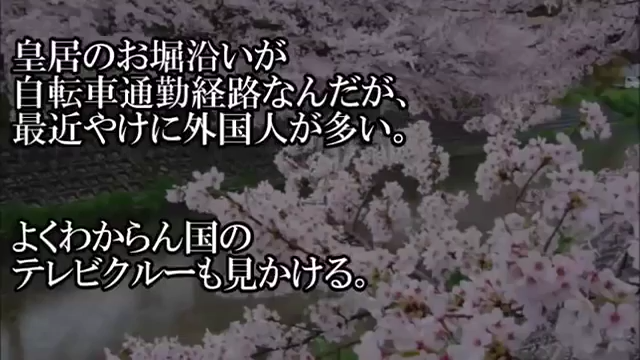 皇居のお堀沿いが
自転車通勤経路なんだが、
最近やけに外国人が多い。
よくわからん国の
テレビクルーも見かける。